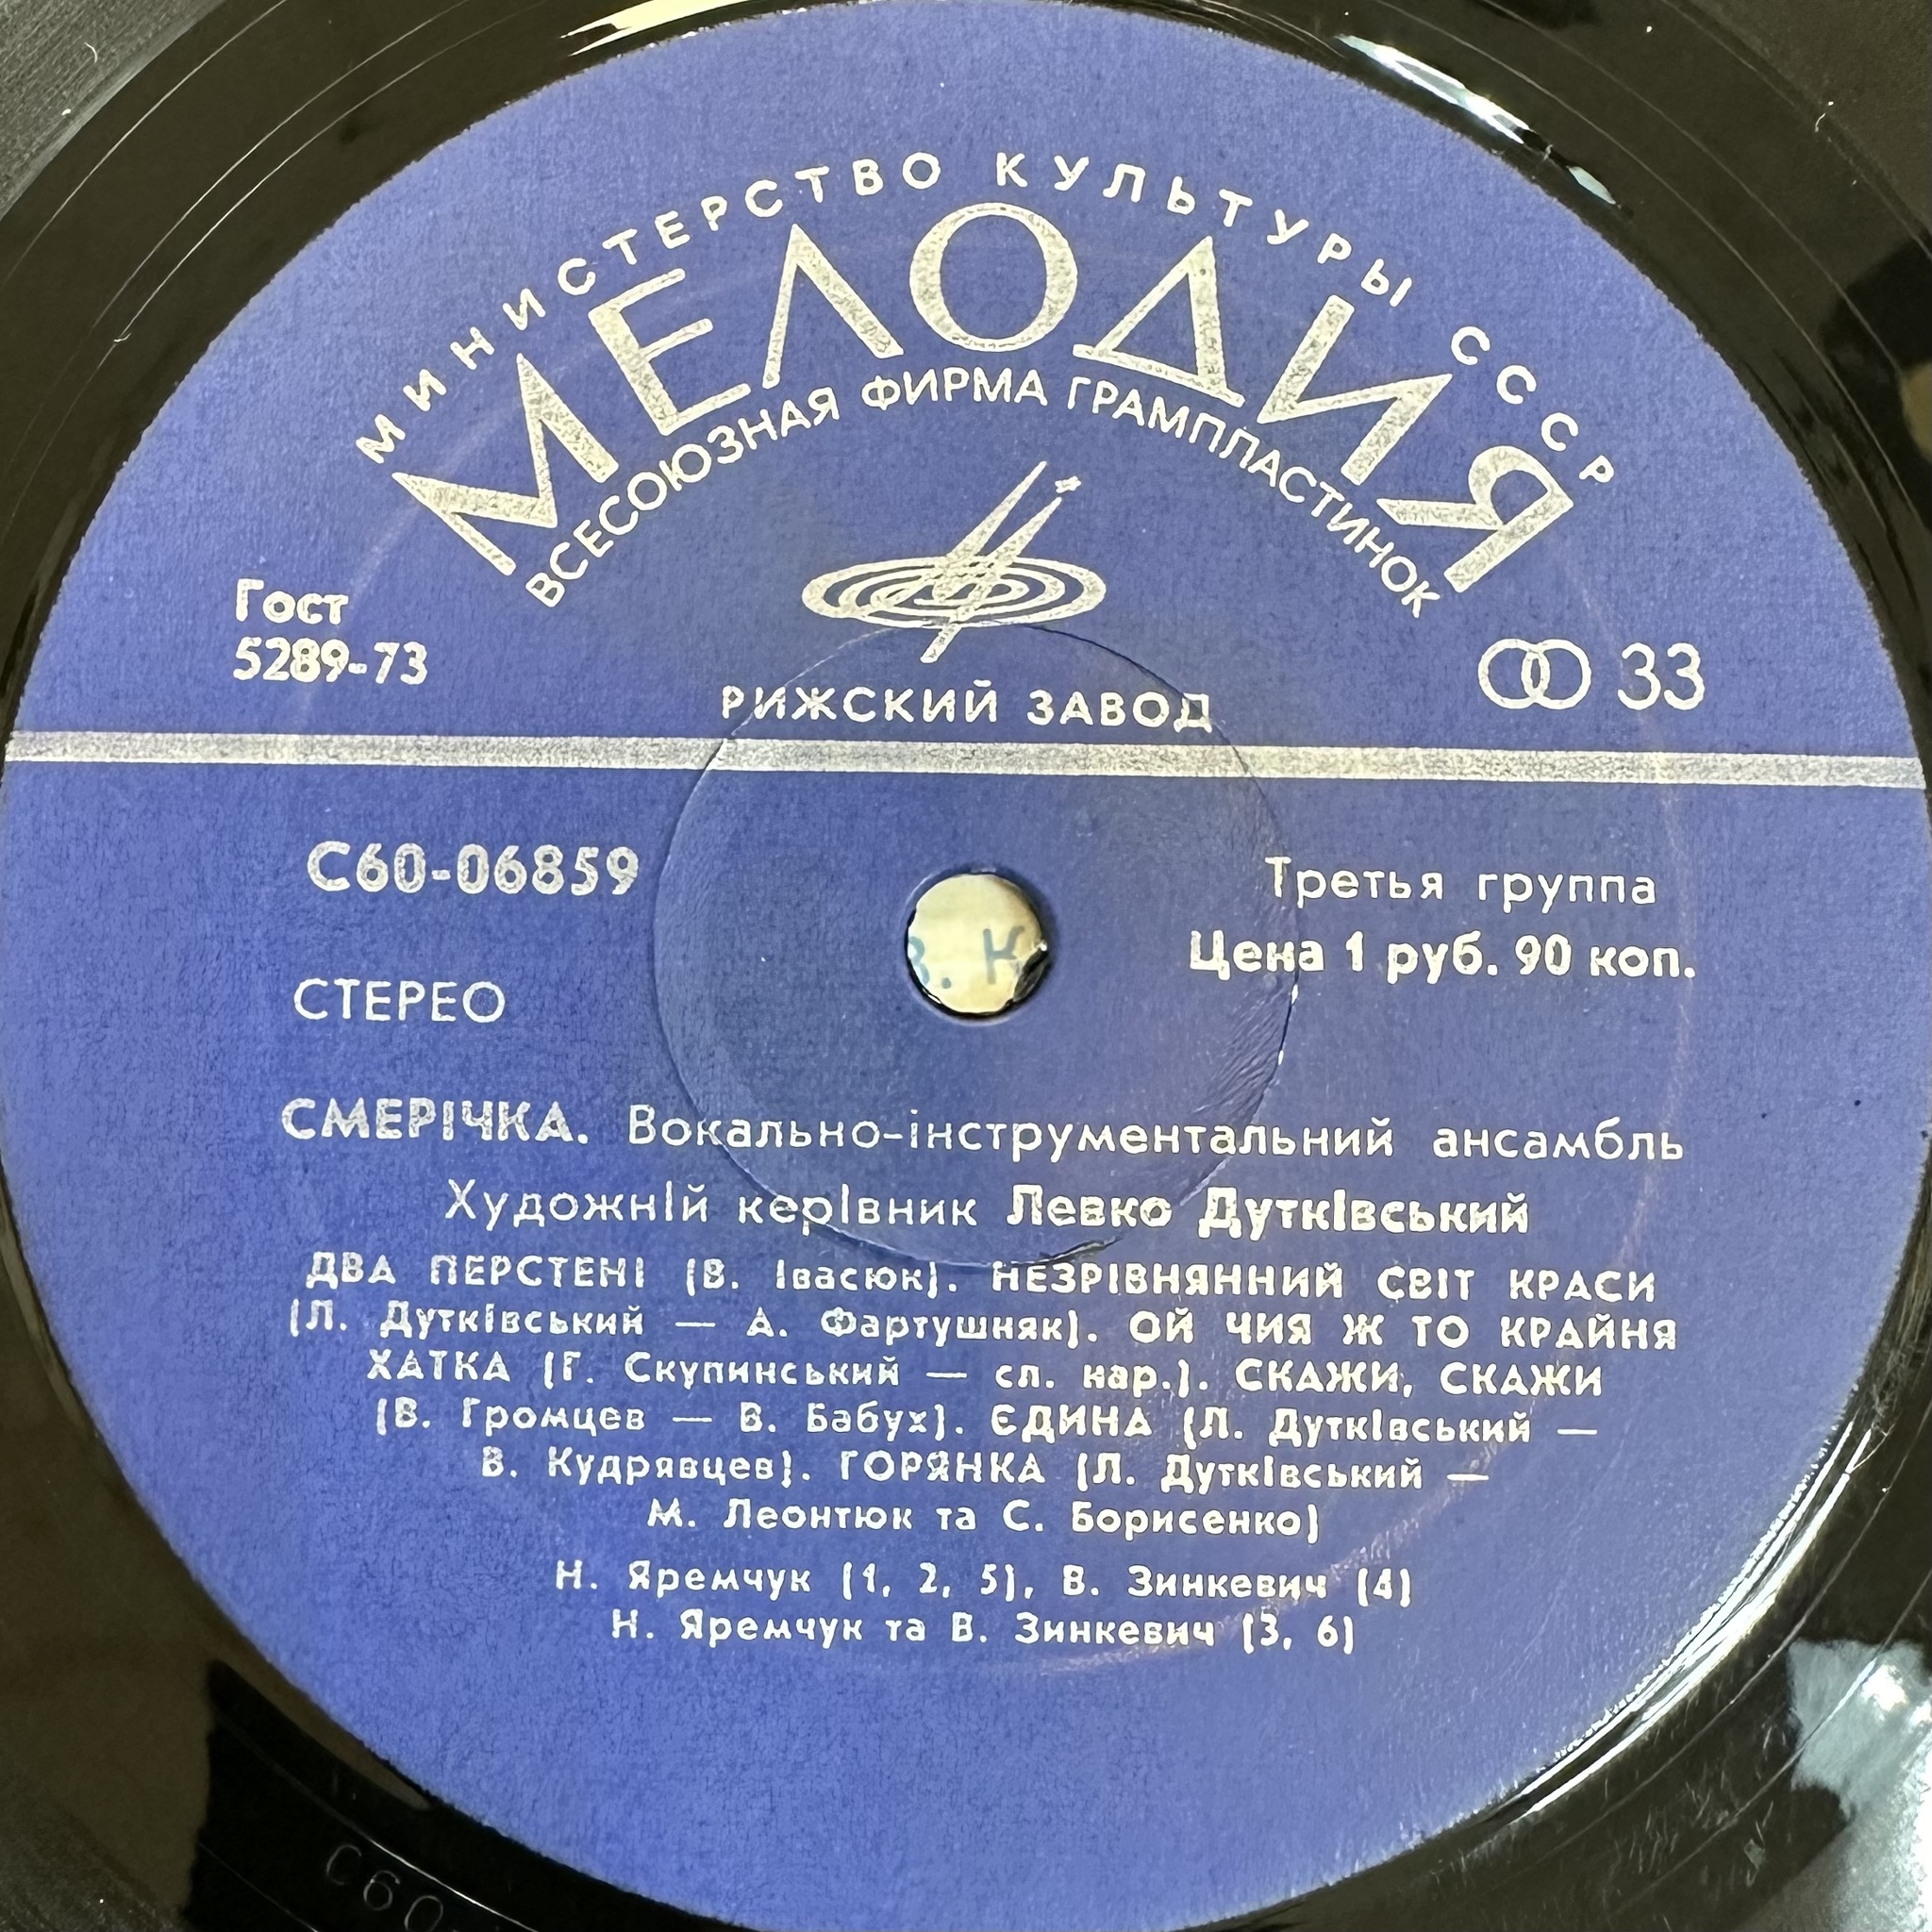 МИНИСТЕРСТВО КУЛЬТУРЫ СССР
МЕЛОДИЯ
ВСЕСОЮЗНАЯ ФИРМА ГРАМПЛАСТИНОК
Гост
5289-73
33
РИЖСКИЙ ЗАВОД
С60-06859
Третья группа
Цена 1 руб. 90 коп.
СТЕРЕО
СМЕРІЧКА. Вокально-інструментальний ансамбль
Художній керівник Левко Дутківський
ДВА ПЕРСТЕНІ (В. Івасюк). НЕЗРІВНЯННИЙ СВІТ КРАСИ
(Л. Дутківський — А. Фартушняк). ОЙ ЧИЯ Ж ТО КРАЙНЯ
ХАТКА (Г. Скупинський — сл. нар.). СКАЖИ, СКАЖИ
(В. Громцев — В. Бабух). ЄДИНА (Л. Дутківський —
В. Кудрявцев). ГОРЯНКА (Л. Дутківський —
М. Леонтюк та С. Борисенко)
Н. Яремчук (1, 2, 5), В. Зинкевич (4)
Н. Яремчук та В. Зинкевич (3, 6)